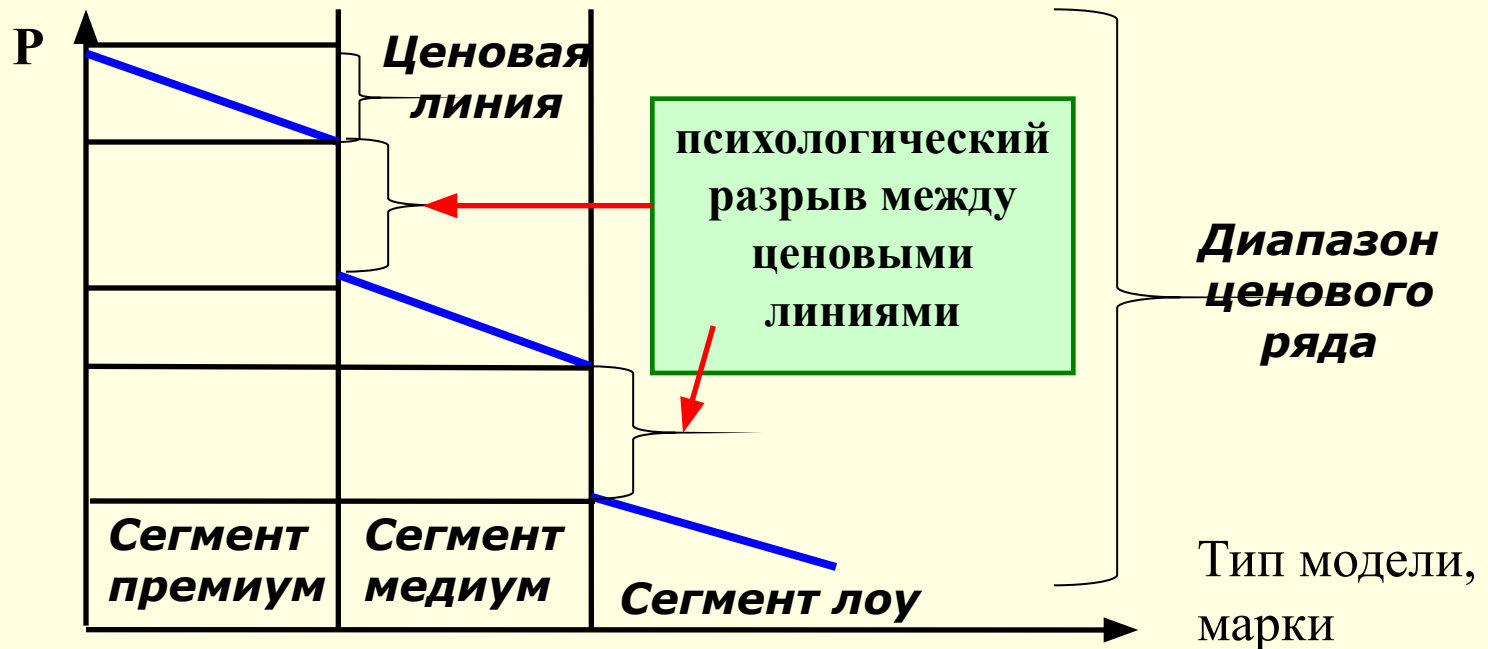 P
Ценовая
линия
психологический
разрыв между
ценовыми
линиями
Диапазон
ценового
ряда
Сегмент
премиум
Сегмент
медиум
Сегмент лоу
Тип модели,
марки